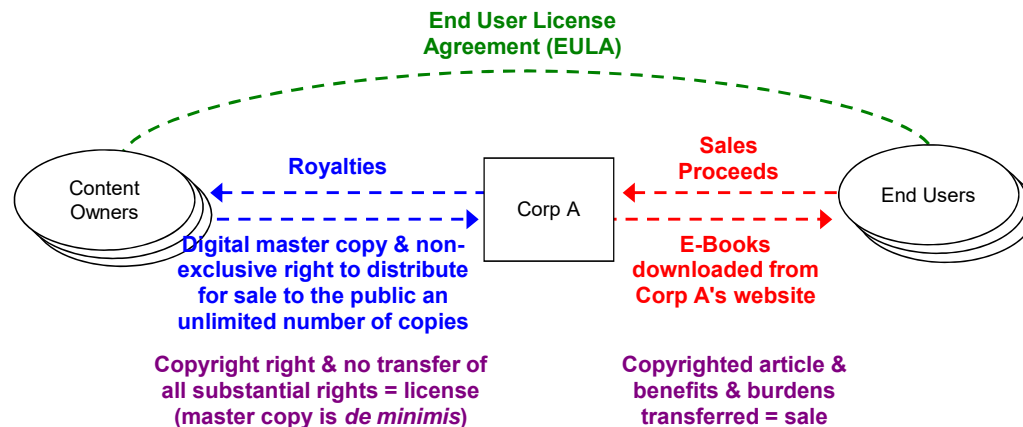 End User License
Agreement (EULA)
Content
Owners
Royalties
Corp A
Sales
Proceeds
End Users
Digital master copy & non-
exclusive right to distribute
for sale to the public an
unlimited number of copies
E-Books
downloaded from
Corp A's website
Copyright right & no transfer of
all substantial rights = license
(master copy is de minimis)
Copyrighted article &
benefits & burdens
transferred = sale